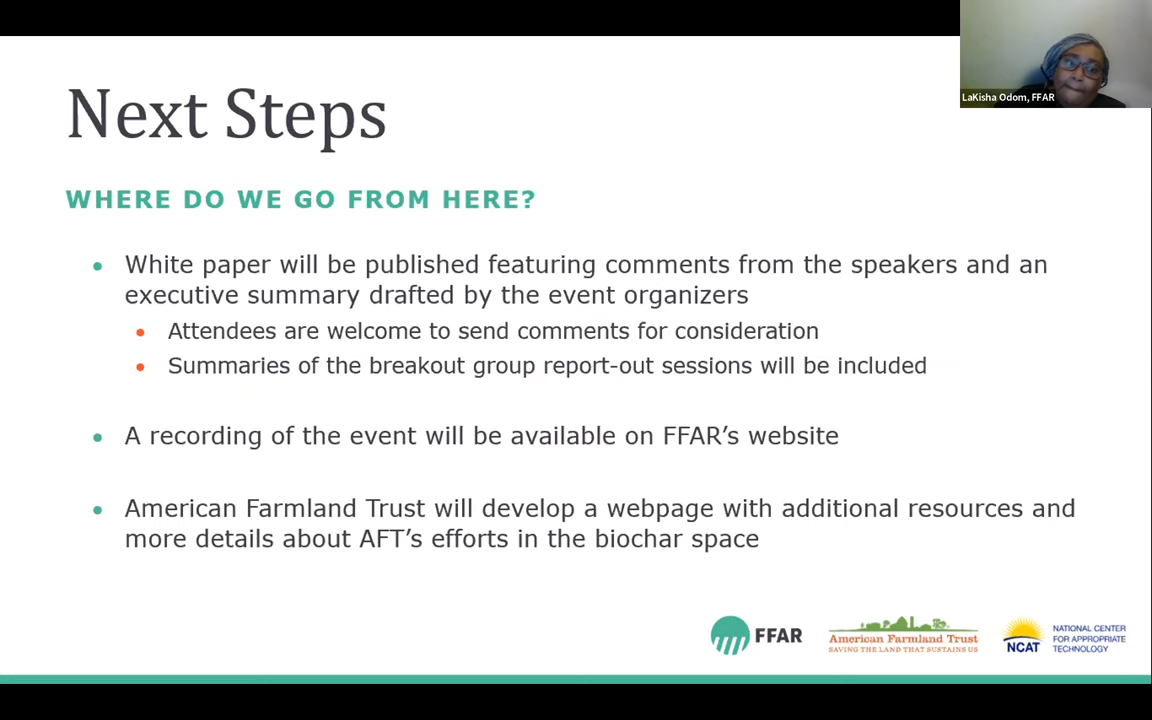 LaKisha Odom, FFAR
Next Steps
WHERE DO WE GO FROM HERE?
• White paper will be published featuring comments from the speakers and an
executive summary drafted by the event organizers
• Attendees are welcome to send comments for consideration
• Summaries of the breakout group report-out sessions will be included
• A recording of the event will be available on FFAR’s website
• American Farmland Trust will develop a webpage with additional resources and
more details about AFT’s efforts in the biochar space
FFAR
American Farmland Trust
SAVING THE LAND THAT SUSTAINS US
NCAT
NATIONAL CENTER
FOR APPROPRIATE
TECHNOLOGY